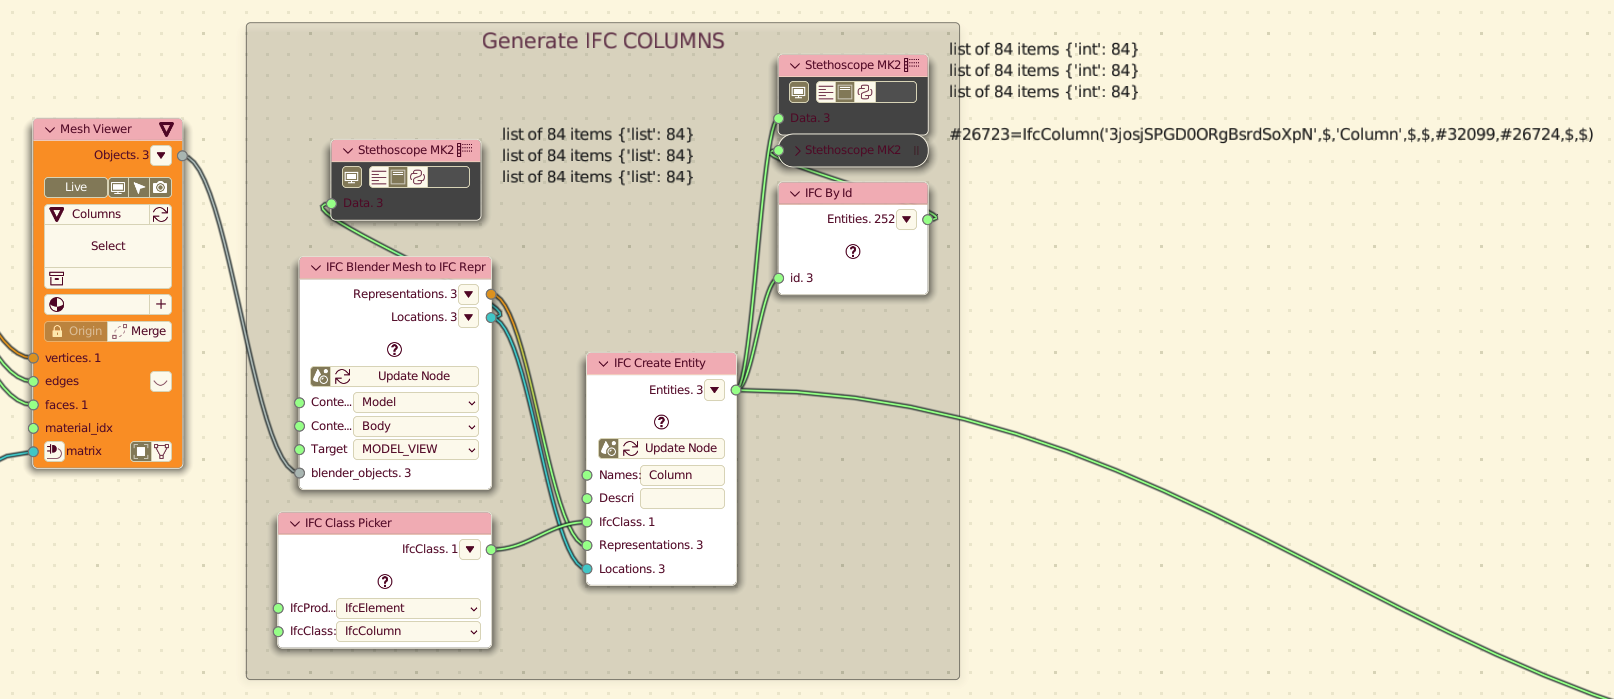 Generate IFC COLUMNS
Mesh Viewer
Objects. 3
Live
Columns
Select
Origin
Merge
vertices. 1
edges
faces. 1
material_idx
matrix
Stethoscope MK2
Data. 3
list of 84 items {'list': 84}
list of 84 items {'list': 84}
list of 84 items {'list': 84}
IFC Blender Mesh to IFC Repr
Representations. 3
Locations. 3
Update Node
Conte... Model
Conte... Body
Target MODEL_VIEW
blender_objects. 3
IFC Class Picker
IfcClass. 1
IfcProd... IfcElement
IfcClass: IfcColumn
IFC Create Entity
Entities. 3
Update Node
Names: Column
Descri
IfcClass. 1
Representations. 3
Locations. 3
Stethoscope MK2
Data. 3
Stethoscope MK2
IFC By Id
Entities. 252
id. 3
list of 84 items {'int': 84}
list of 84 items {'int': 84}
list of 84 items {'int': 84}
#26723=IfcColumn('3josjSPGD0ORgBsrdSoXpN',$,'Column',$,$,#32099,#26724,$,$)